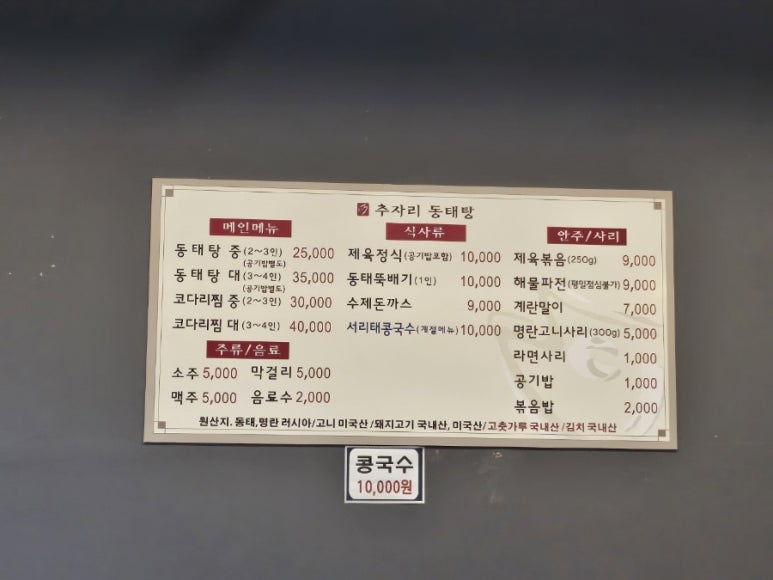 추자리 동태탕
메인메뉴
동태탕 중 (2~3인) 25,000
(공기밥별도)
동태탕 대 (3~4인) 35,000
(공기밥별도)
코다리찜 중 (2~3인) 30,000
코다리찜 대 (3~4인) 40,000
주류/음료
소주 5,000 막걸리 5,000
맥주 5,000 음료수 2,000
식사류
제육정식 (공기밥포함) 10,000
동태뚝배기 (1인) 10,000
수제돈까스 9,000
서리태콩국수 (계절메뉴) 10,000
안주/사리
제육볶음 (250g) 9,000
해물파전 (평일점심불가) 9,000
계란말이 7,000
명란고니사리 (300g) 5,000
라면사리 1,000
공기밥 1,000
볶음밥 2,000
원산지. 동태,명란 러시아/고니 미국산/돼지고기 국내산, 미국산/고춧가루 국내산/김치 국내산
콩국수
10,000원